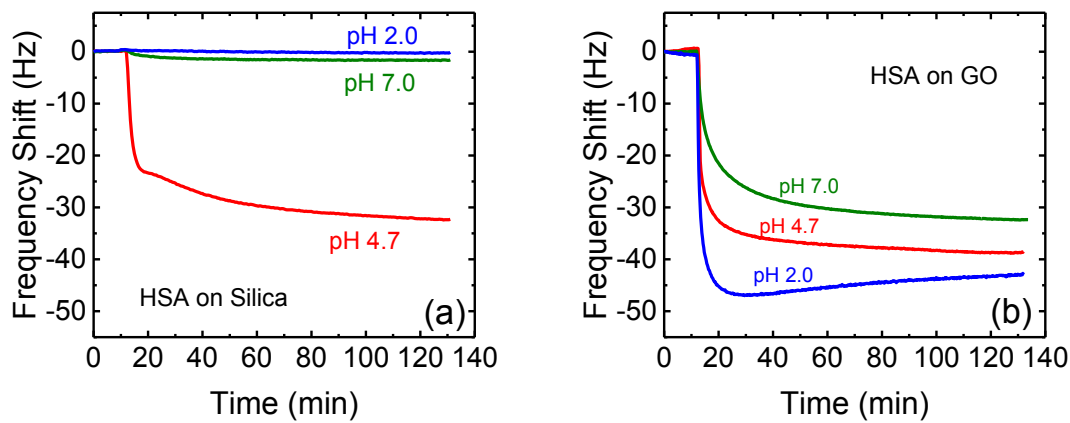 0
-10
-20
-30
-40
-50
Frequency Shift (Hz)
pH 2.0
pH 7.0
pH 4.7
HSA on Silica
(a)
0 20 40 60 80 100 120 140
Time (min)
0
-10
-20
-30
-40
-50
Frequency Shift (Hz)
HSA on GO
pH 7.0
pH 4.7
pH 2.0
(b)
0 20 40 60 80 100 120 140
Time (min)